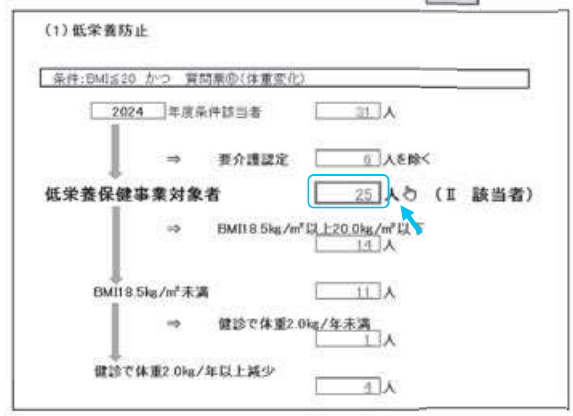 (1)低栄養防止
条件:BMI≦20 かつ 質問票⑥(体重変化)
2024 年度条件該当者 31 人
⇒ 要介護認定 6 人を除く
低栄養保健事業対象者 25 人 (Ⅱ 該当者)
⇒ BMI18.5kg/㎡以上20.0kg/㎡以下
14 人
BMI18.5kg/㎡未満 11 人
⇒ 健診で体重2.0kg/年未満
1 人
健診で体重2.0kg/年以上減少
4 人